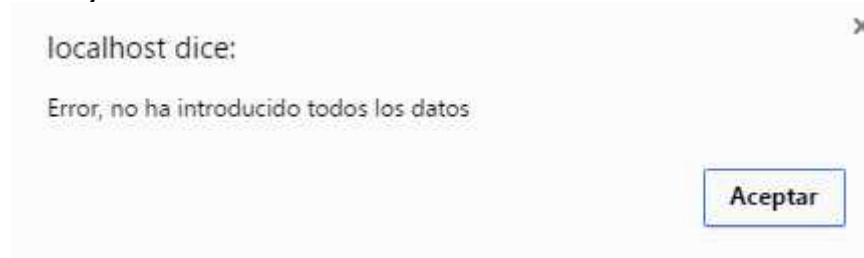 localhost dice:
Error, no ha introducido todos los datos
Aceptar